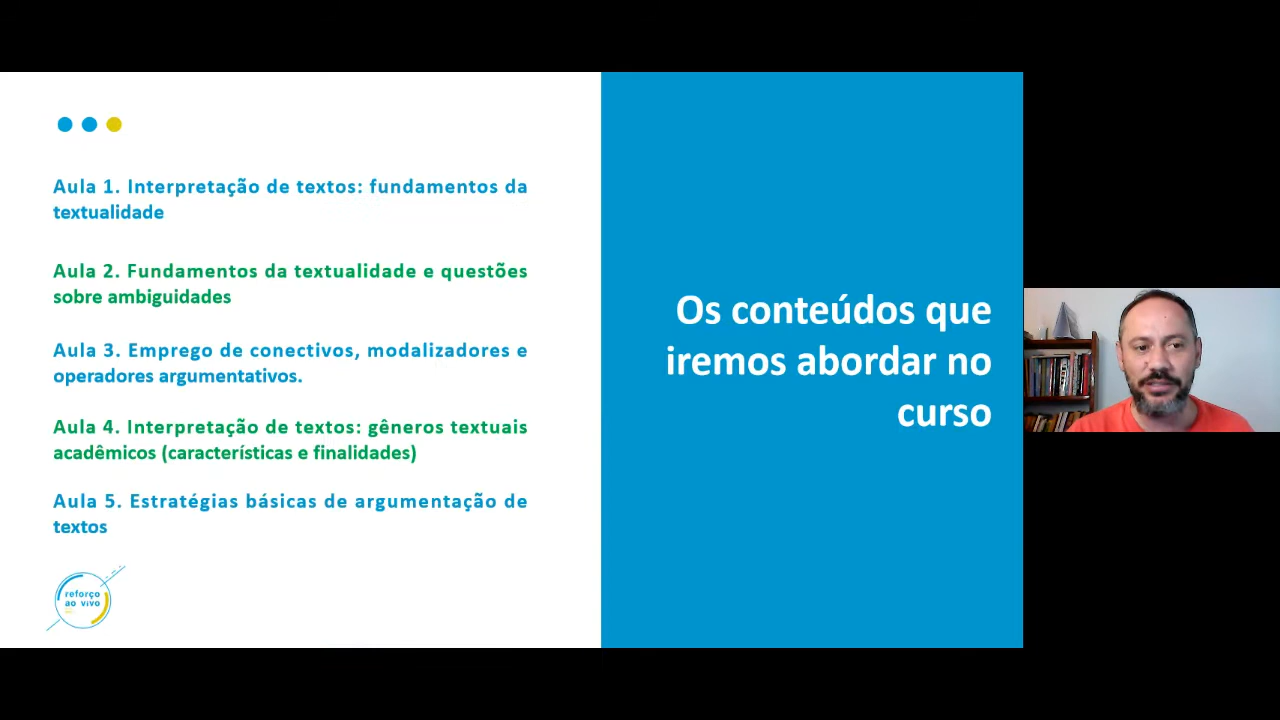 Aula 1. Interpretação de textos: fundamentos da
textualidade
Aula 2. Fundamentos da textualidade e questões
sobre ambiguidades
Aula 3. Emprego de conectivos, modalizadores e
operadores argumentativos.
Aula 4. Interpretação de textos: gêneros textuais
acadêmicos (características e finalidades)
Aula 5. Estratégias básicas de argumentação de
textos
reforço
ao vivo
Os conteúdos que
iremos abordar no
curso